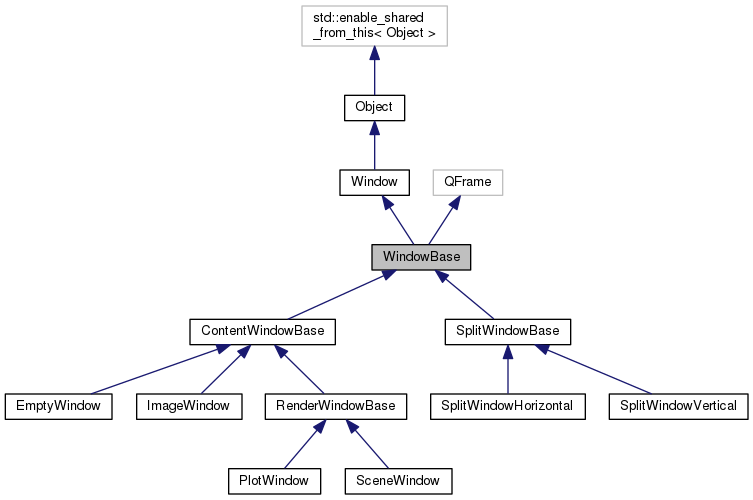 std::enable_shared
_from_this< Object >
Object
Window
QFrame
WindowBase
ContentWindowBase
SplitWindowBase
EmptyWindow
ImageWindow
RenderWindowBase
SplitWindowHorizontal
SplitWindowVertical
PlotWindow
SceneWindow